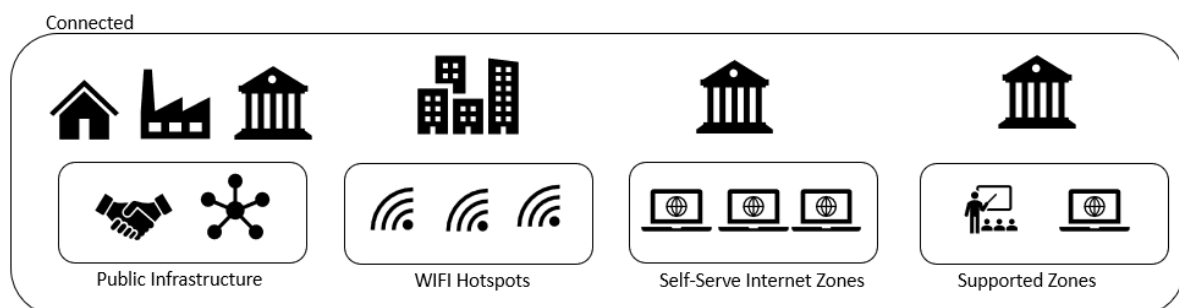 Connected
Public Infrastructure
WIFI Hotspots
Self-Serve Internet Zones
Supported Zones